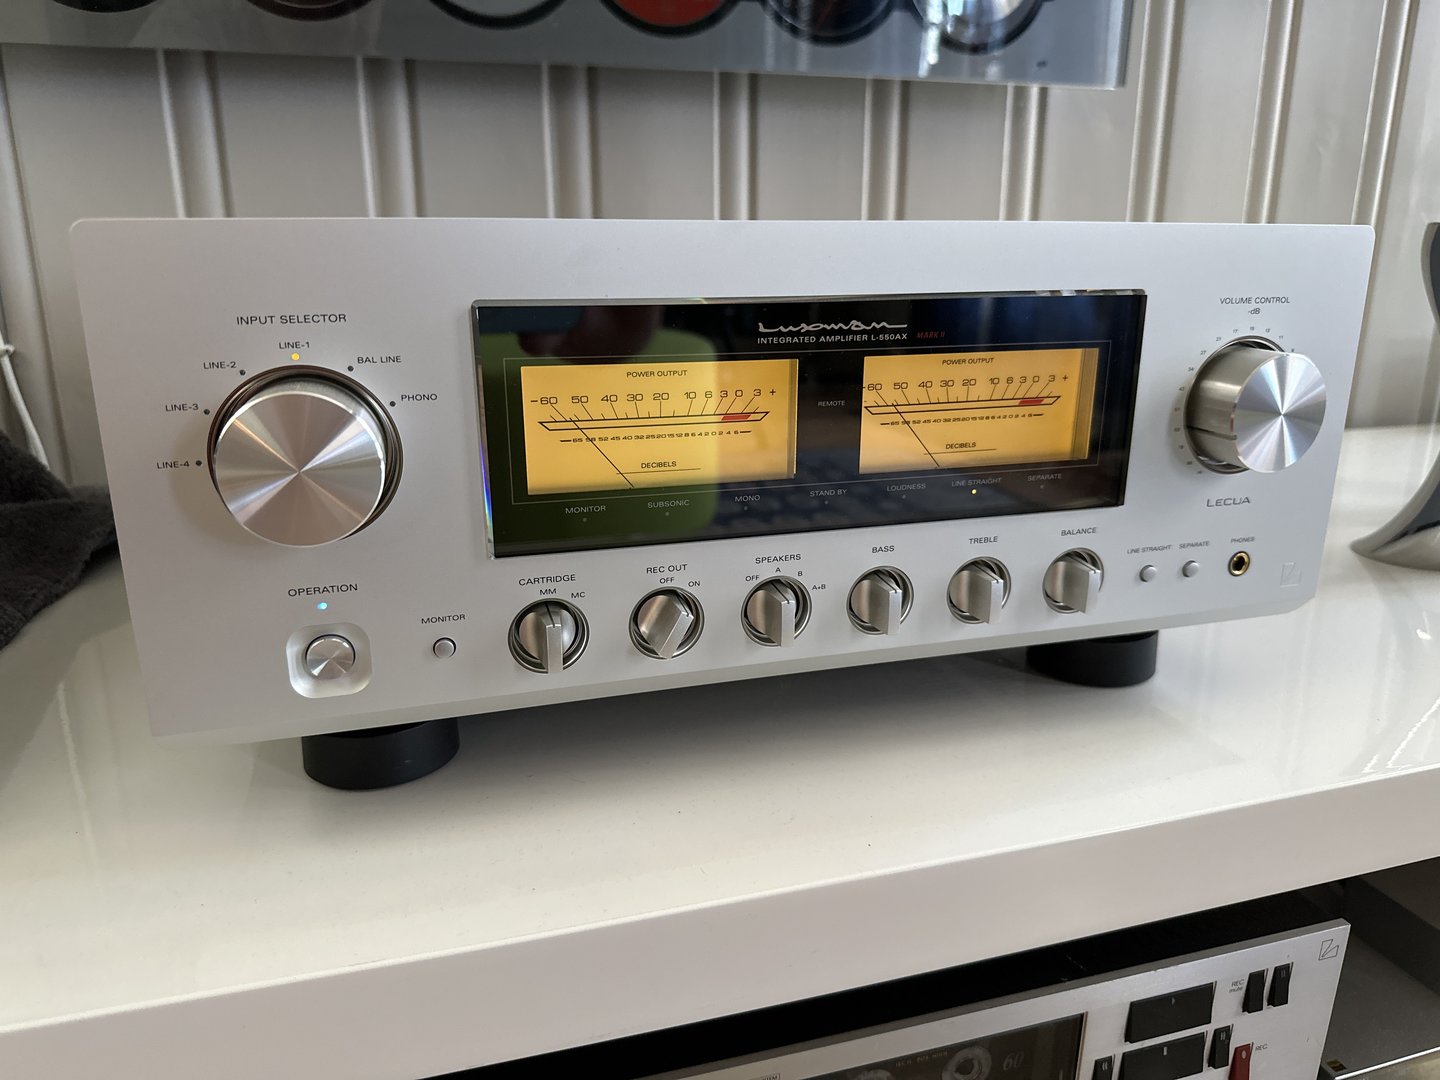 INPUT SELECTOR
LINE-1
LINE-2
BAL LINE
LINE-3
PHONO
LINE-4
OPERATION
MONITOR
LUXMAN
INTEGRATED AMPLIFIER L-550AX MARK II
POWER OUTPUT
−60 50 40 30 20 10 6 3 0 3 +
DECIBELS
REMOTE
POWER OUTPUT
−60 50 40 30 20 10 6 3 0 3 +
DECIBELS
MONITOR
SUBSONIC
MONO
STAND BY
LOUDNESS
LINE STRAIGHT
SEPARATE
VOLUME CONTROL
-dB
LECUA
CARTRIDGE
MM MC
REC OUT
OFF ON
SPEAKERS
OFF A B A+B
BASS
TREBLE
BALANCE
LINE STRAIGHT
SEPARATE
PHONES
REC
mute
REC
60